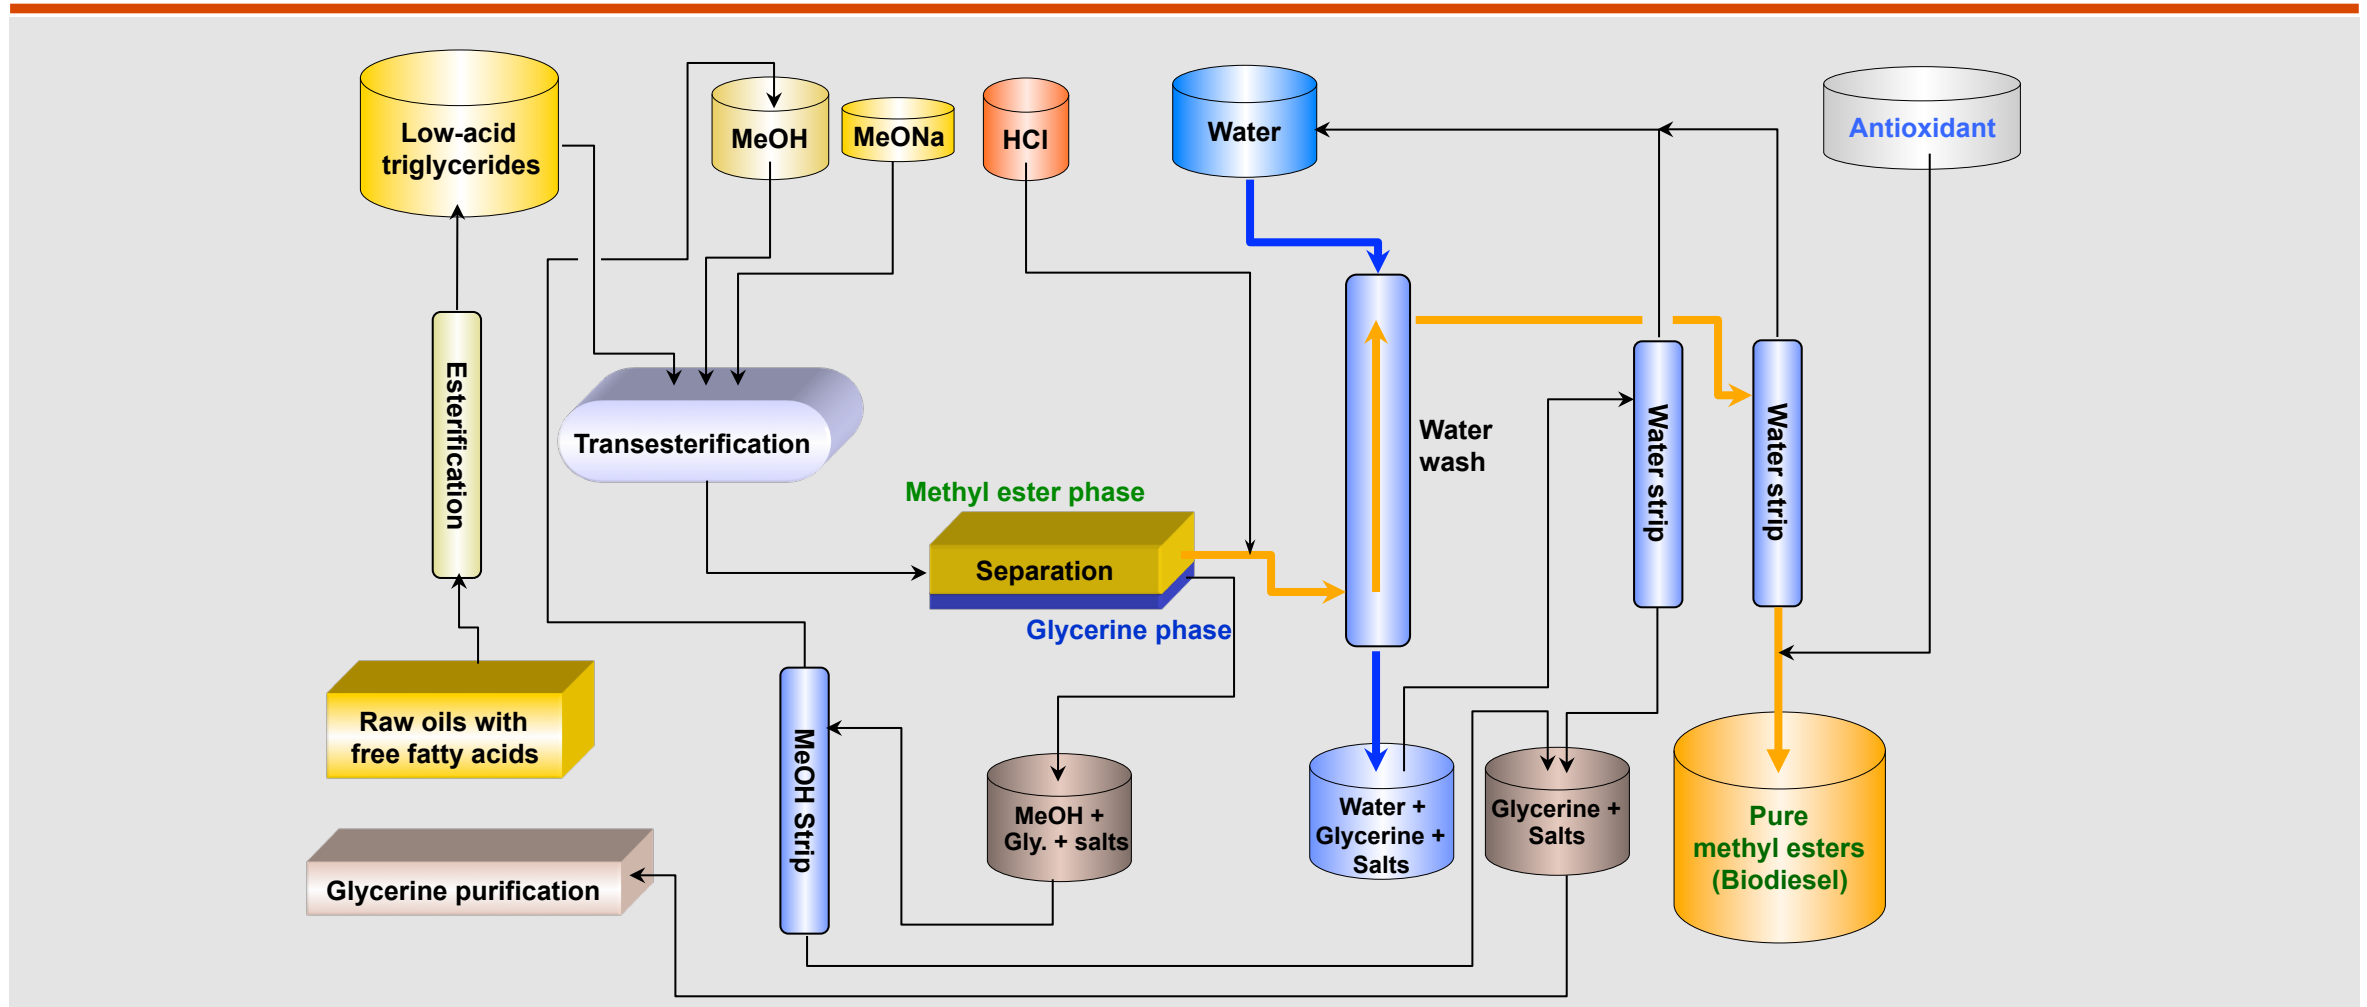 Low-acid
triglycerides
MeOH
MeONa
HCl
Water
Antioxidant
Esterification
Transesterification
Water
wash
Water strip
Water strip
Methyl ester phase
Separation
Glycerine phase
Raw oils with
free fatty acids
MeOH Strip
MeOH +
Gly. + salts
Water +
Glycerine +
Salts
Glycerine +
Salts
Pure
methyl esters
(Biodiesel)
Glycerine purification